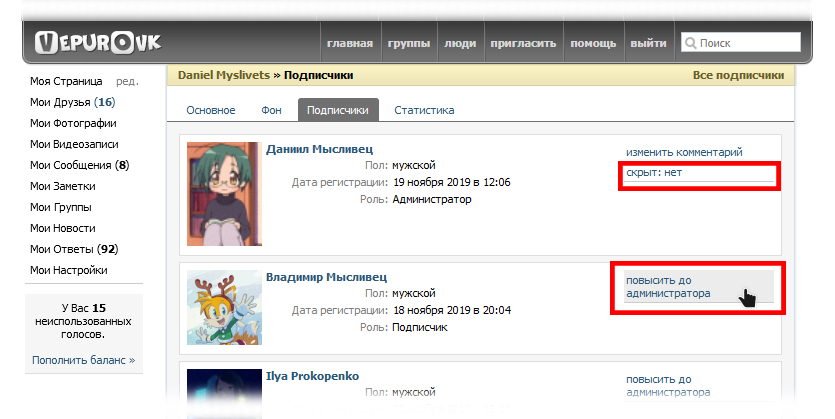 VEPUROVK
главная группы люди пригласить помощь выйти Поиск
Моя Страница ред.
Мои Друзья (16)
Мои Фотографии
Мои Видеозаписи
Мои Сообщения (8)
Мои Заметки
Мои Группы
Мои Новости
Мои Ответы (92)
Мои Настройки
У Вас 15
неиспользованных
голосов.
Пополнить баланс »
Daniel Myslivets » Подписчики
Все подписчики
Основное Фон Подписчики Статистика
Даниил Мысливец
Пол: мужской
Дата регистрации: 19 ноября 2019 в 12:06
Роль: Администратор
изменить комментарий
скрыт: нет
Владимир Мысливец
Пол: мужской
Дата регистрации: 18 ноября 2019 в 20:04
Роль: Подписчик
повысить до
администратора
Ilya Prokopenko
Пол: мужской
повысить до
администратора